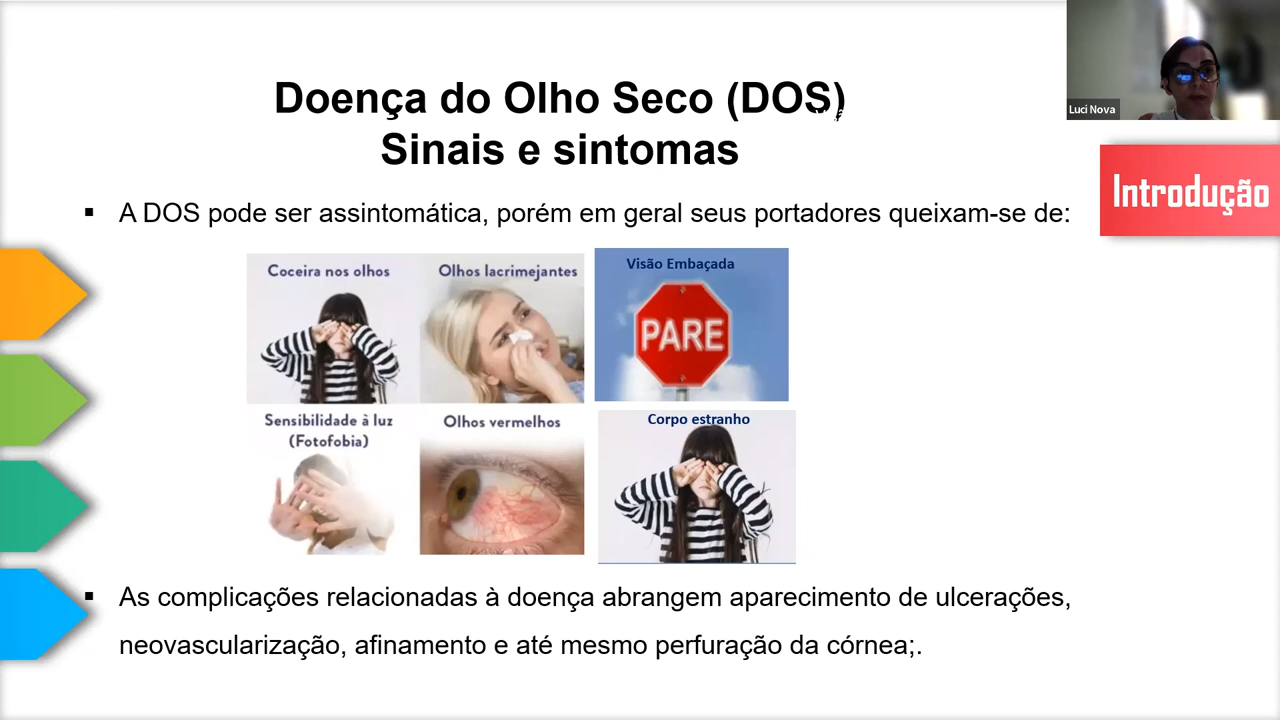 Doença do Olho Seco (DOS)
Sinais e sintomas
Luci Nova
Introdução
▪ A DOS pode ser assintomática, porém em geral seus portadores queixam-se de:
Coceira nos olhos
Olhos lacrimejantes
Visão Embaçada
PARE
Sensibilidade à luz
(Fotofobia)
Olhos vermelhos
Corpo estranho
▪ As complicações relacionadas à doença abrangem aparecimento de ulcerações,
neovascularização, afinamento e até mesmo perfuração da córnea;.